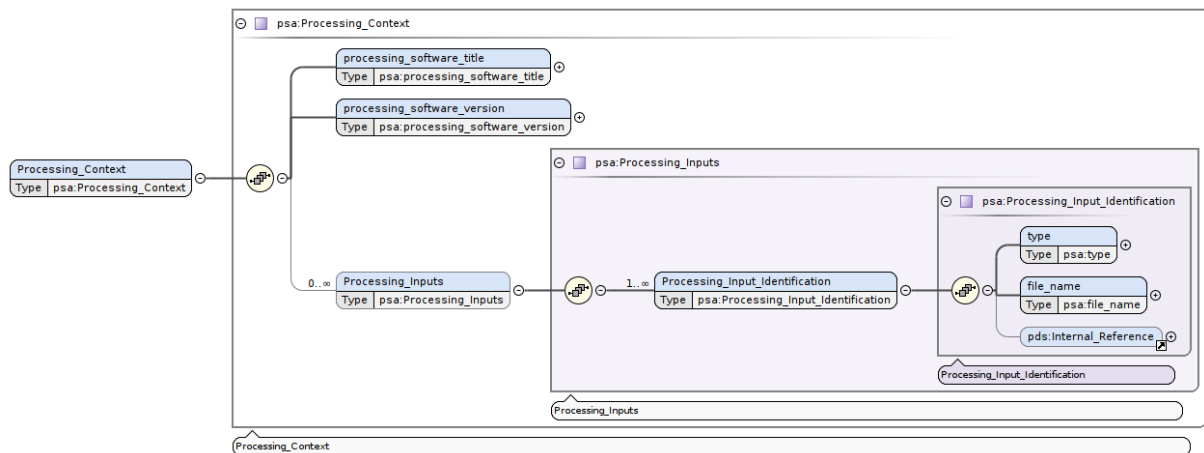 psa:Processing_Context
processing_software_title
Type psa:processing_software_title
processing_software_version
Type psa:processing_software_version
Processing_Context
Type psa:Processing_Context
psa:Processing_Inputs
psa:Processing_Input_Identification
type
Type psa:type
0..∞
Processing_Inputs
Type psa:Processing_Inputs
1..∞
Processing_Input_Identification
Type psa:Processing_Input_Identification
file_name
Type psa:file_name
pds:Internal_Reference
Processing_Input_Identification
Processing_Inputs
Processing_Context